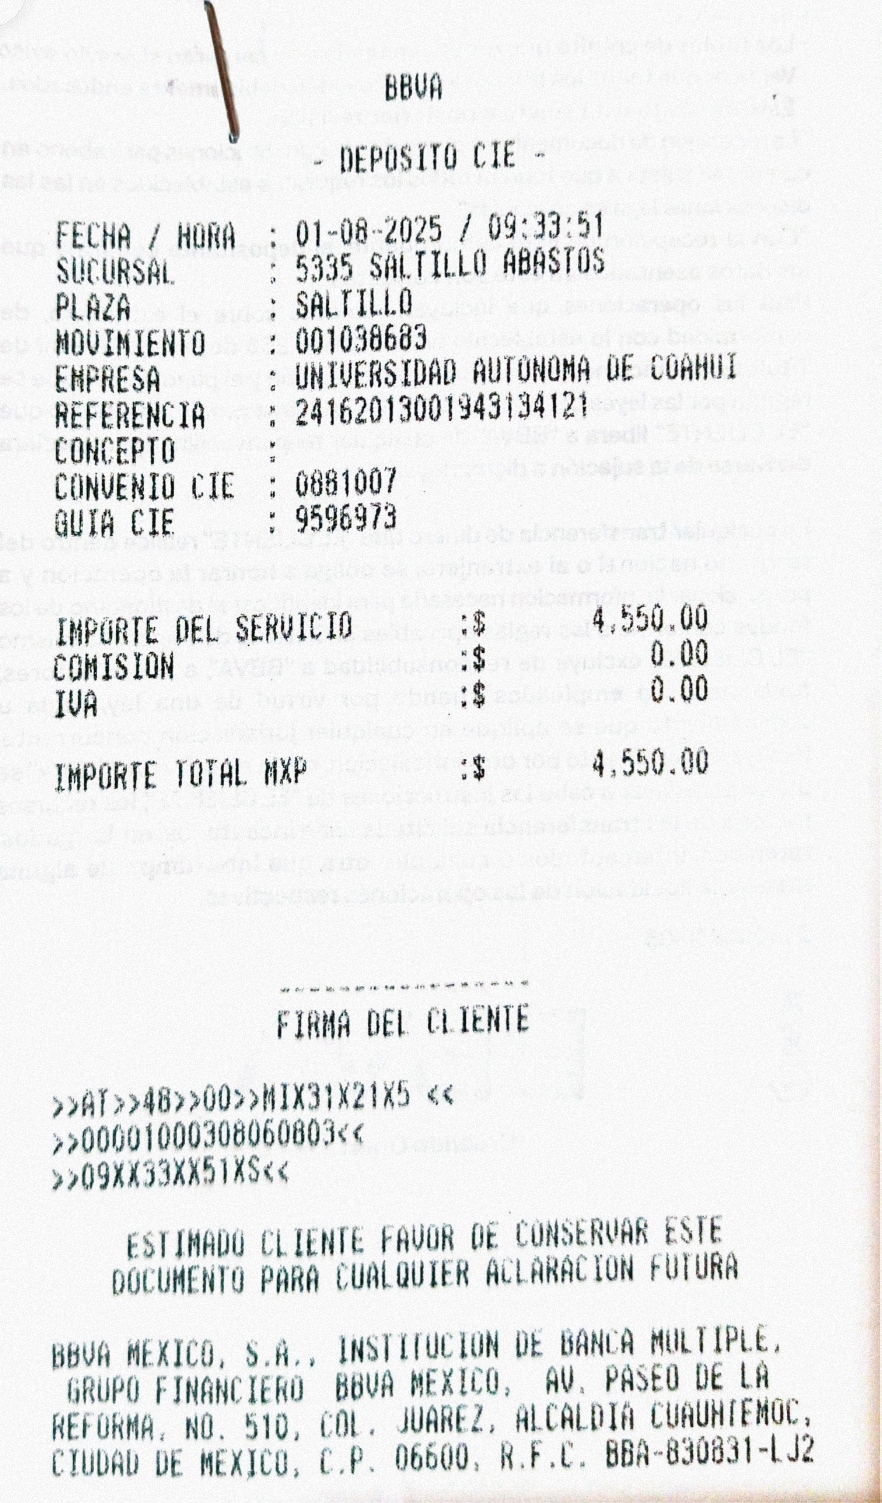 BBVA
- DEPOSITO CIE -
FECHA / HORA : 01-08-2025 / 09:33:51
SUCURSAL : 5335 SALTILLO ABASTOS
PLAZA : SALTILLO
MOVIMIENTO : 001038683
EMPRESA : UNIVERSIDAD AUTONOMA DE COAHUI
REFERENCIA : 24162013001943134121
CONCEPTO :
CONVENIO CIE : 0881007
GUIA CIE : 9596973
IMPORTE DEL SERVICIO :$ 4,550.00
COMISION :$ 0.00
IVA :$ 0.00
IMPORTE TOTAL MXP :$ 4,550.00
FIRMA DEL CLIENTE
>>AT>>48>>00>>MIX31X21X5 <<
>>00001000308060803<<
>>09XX33XX51XS<<
ESTIMADO CLIENTE FAVOR DE CONSERVAR ESTE
DOCUMENTO PARA CUALQUIER ACLARACION FUTURA
BBVA MEXICO, S.A., INSTITUCION DE BANCA MULTIPLE,
GRUPO FINANCIERO BBVA MEXICO, AV. PASEO DE LA
REFORMA, NO. 510, COL. JUAREZ, ALCALDIA CUAUHTEMOC,
CIUDAD DE MEXICO, C.P. 06600, R.F.C. BBA-830831-LJ2